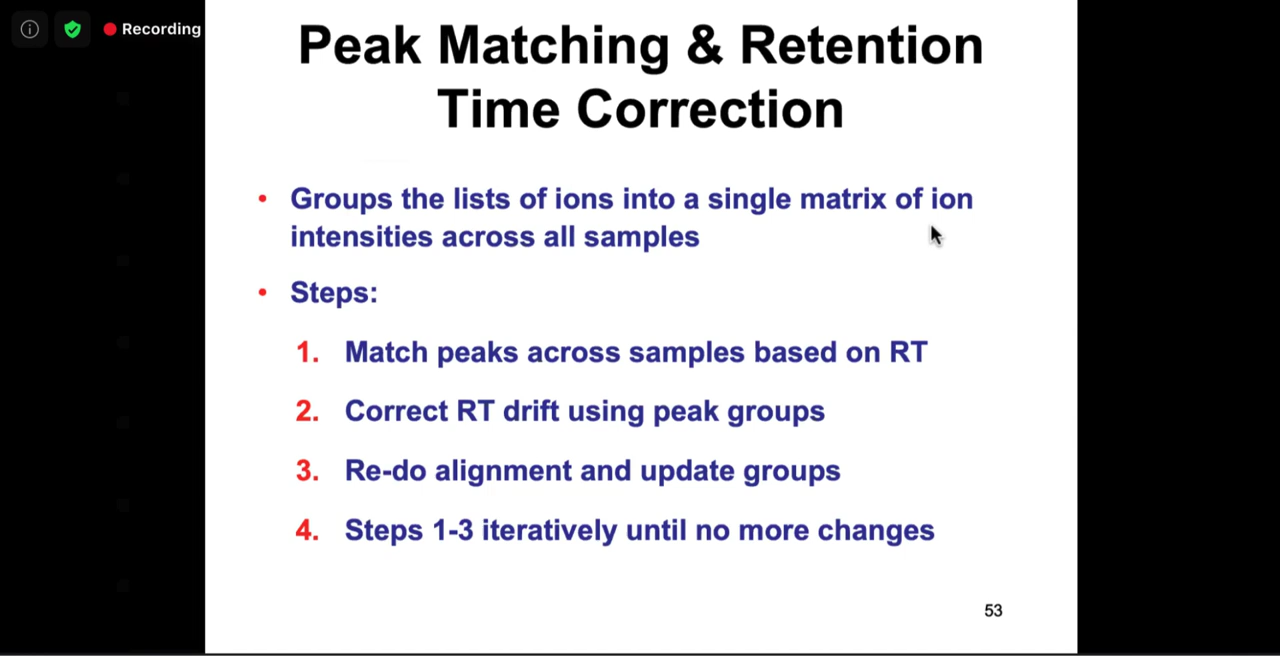 Recording
Peak Matching & Retention
Time Correction
• Groups the lists of ions into a single matrix of ion
intensities across all samples
• Steps:
1. Match peaks across samples based on RT
2. Correct RT drift using peak groups
3. Re-do alignment and update groups
4. Steps 1-3 iteratively until no more changes
53